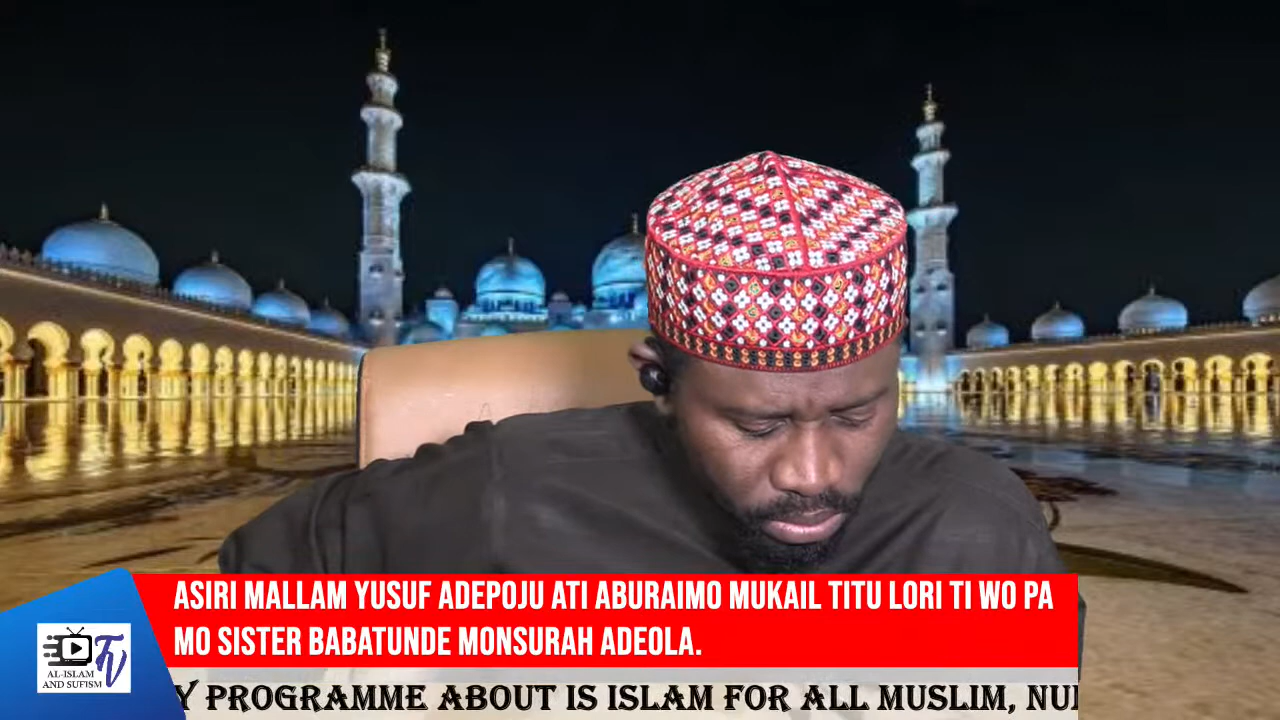 ASIRI MALLAM YUSUF ADEPOJU ATI ABURAIMO MUKAIL TITU LORI TI WO PA
MO SISTER BABATUNDE MONSURAH ADEOLA.
TV
AL-ISLAM
AND SUFISM
Y PROGRAMME ABOUT IS ISLAM FOR ALL MUSLIM,